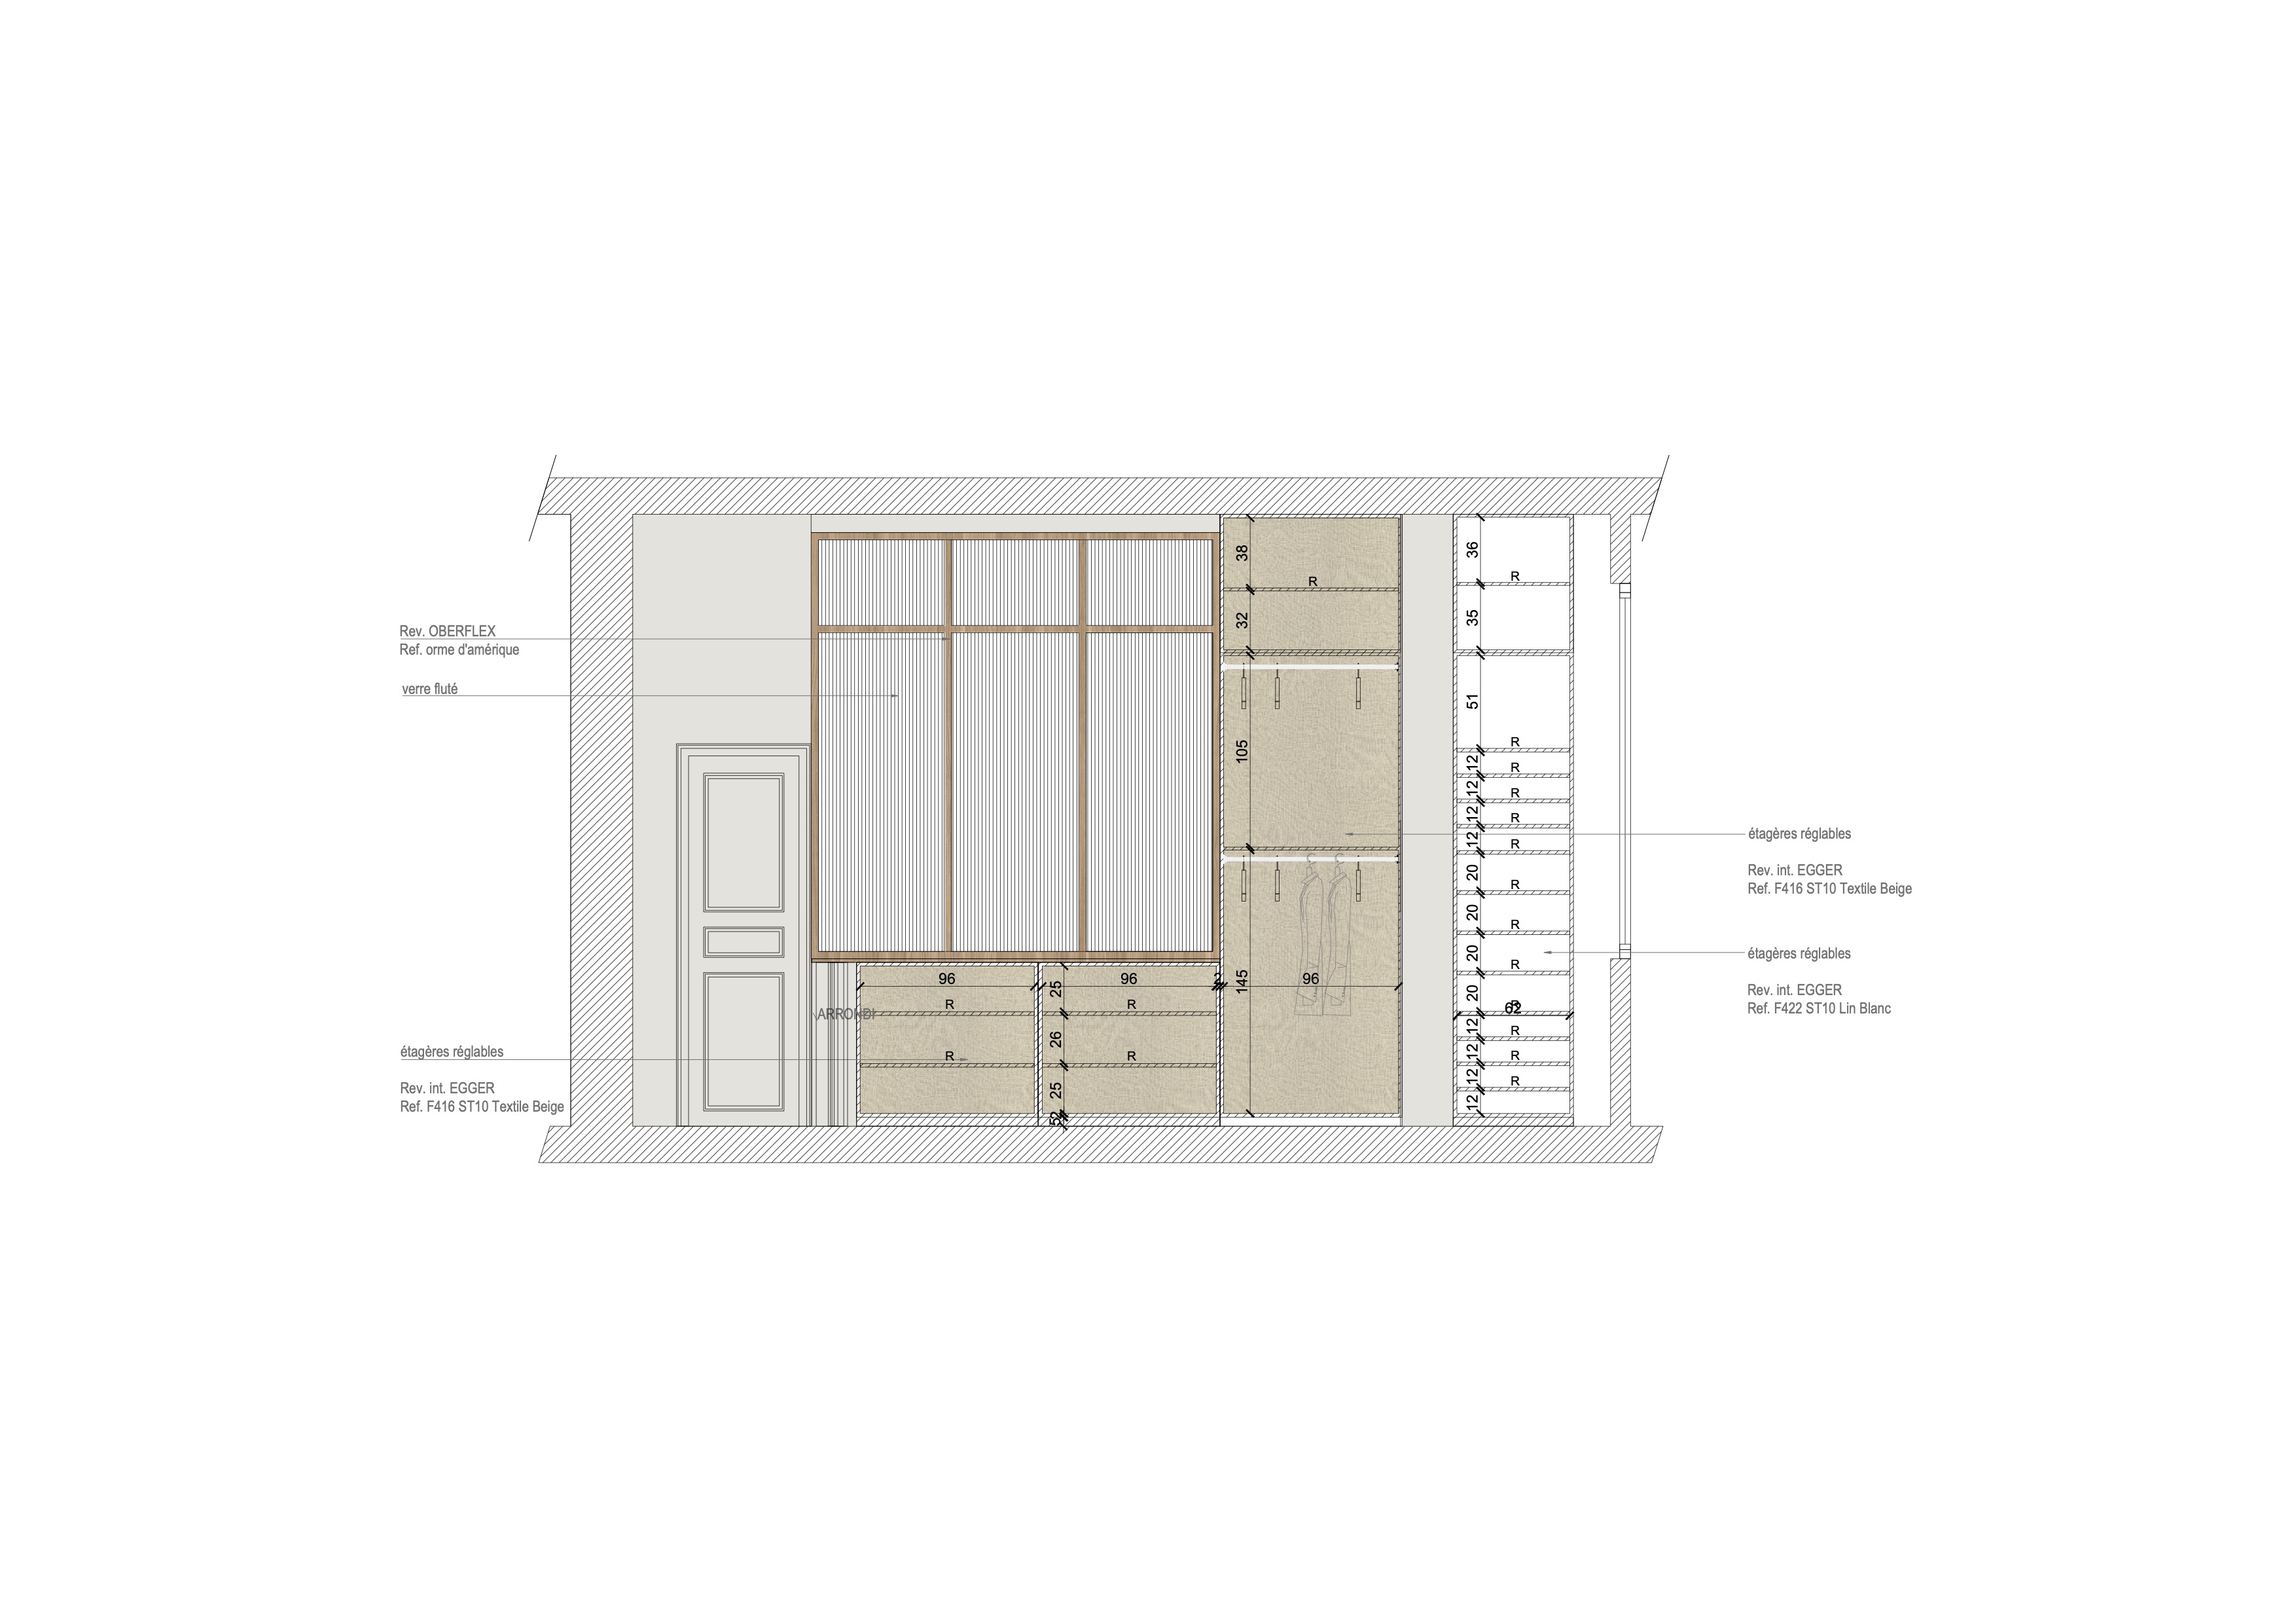 Rev. OBERFLEX
Ref. orme d'amérique
verre fluté
étagères réglables
Rev. int. EGGER
Ref. F416 ST10 Textile Beige
ARRONDI
96
R
R
96
25
R
26
R
25
2
5
2
38
R
32
105
145
96
36
R
35
51
R
12
R
12
R
12
R
12
R
20
R
20
R
20
R
20
R
62
12
R
12
R
12
R
12
étagères réglables
Rev. int. EGGER
Ref. F416 ST10 Textile Beige
étagères réglables
Rev. int. EGGER
Ref. F422 ST10 Lin Blanc